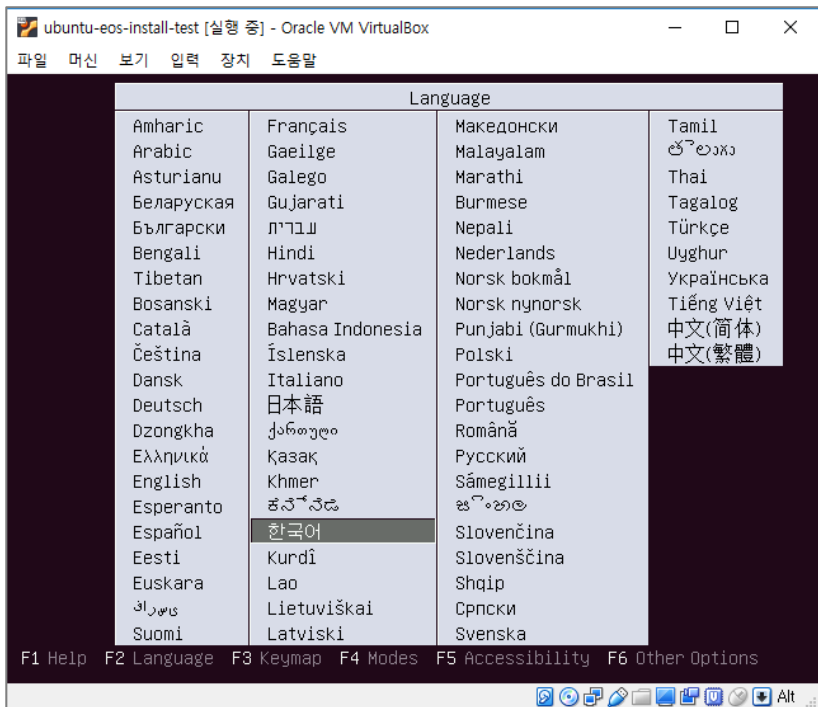 ubuntu-eos-install-test [실행 중] - Oracle VM VirtualBox
파일 머신 보기 입력 장치 도움말
Language
Amharic
Arabic
Asturianu
Беларуская
Български
Bengali
Tibetan
Bosanski
Català
Čeština
Dansk
Deutsch
Dzongkha
Ελληνικά
English
Esperanto
Español
Eesti
Euskara
Suomi
Français
Gaeilge
Galego
Gujarati
עברית
Hindi
Hrvatski
Magyar
Bahasa Indonesia
Íslenska
Italiano
日本語
ქართული
Қазақ
Khmer
한국어
Kurdî
Lao
Lietuviškai
Latviski
Македонски
Malayalam
Marathi
Burmese
Nepali
Nederlands
Norsk bokmål
Norsk nynorsk
Punjabi (Gurmukhi)
Polski
Português do Brasil
Português
Română
Русский
Sámegillii
Slovenčina
Slovenščina
Shqip
Српски
Svenska
Tamil
Thai
Tagalog
Türkçe
Uyghur
Українська
Tiếng Việt
中文(简体)
中文(繁體)
F1 Help F2 Language F3 Keymap F4 Modes F5 Accessibility F6 Other Options
Alt